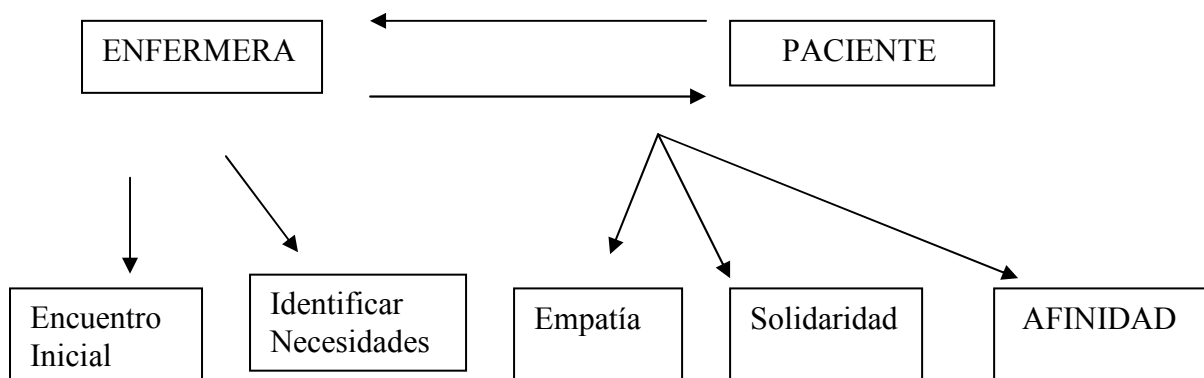 ENFERMERA
PACIENTE
Encuentro
Inicial
Identificar
Necesidades
Empatía
Solidaridad
AFINIDAD